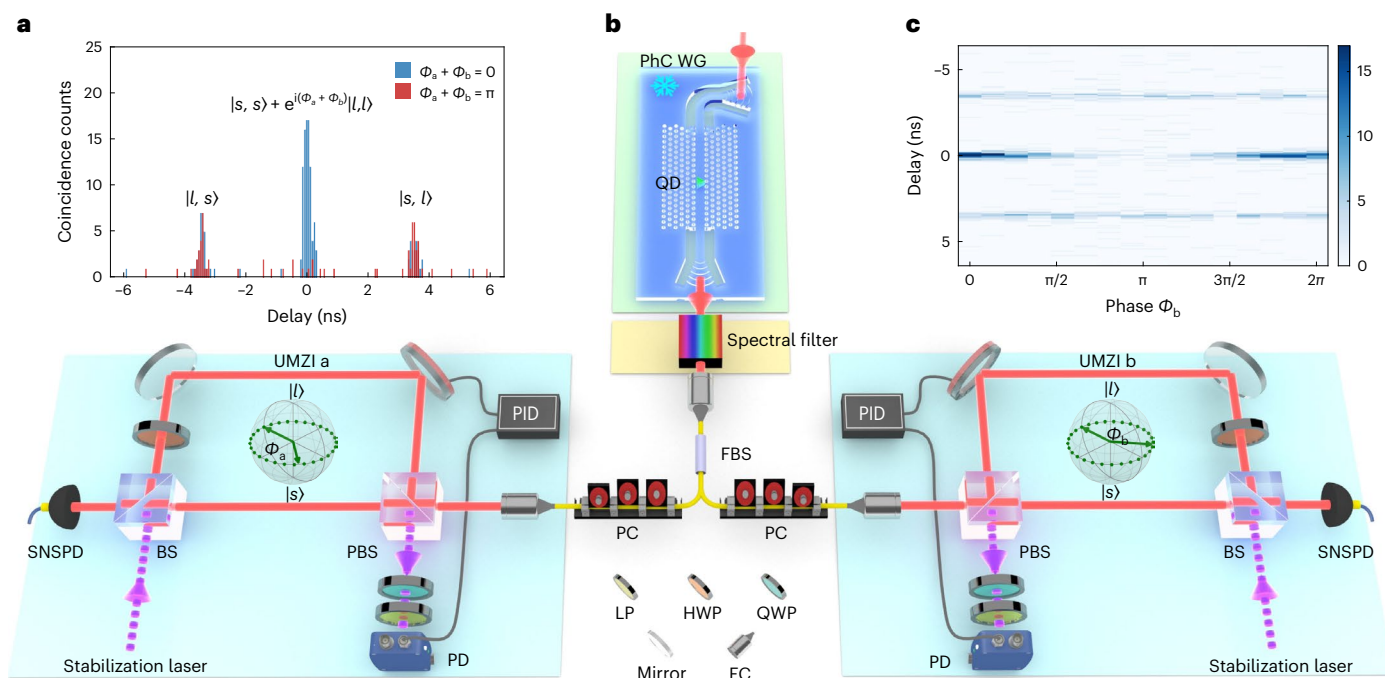 a
25
20
15
10
5
0
Coincidence counts
Φa + Φb = 0
Φa + Φb = π
|s, s⟩ + e^i(Φa + Φb)|l,l⟩
|l, s⟩
|s, l⟩
−6
−4
−2
0
2
4
6
Delay (ns)
b
PhC WG
QD
Spectral filter
FBS
PC
PC
c
−5
0
5
Delay (ns)
0
π/2
π
3π/2
2π
Phase Φb
15
10
5
0
UMZI a
|l⟩
Φa
|s⟩
PID
SNSPD
BS
PBS
PD
Stabilization laser
LP
HWP
QWP
Mirror
FC
UMZI b
|l⟩
Φb
|s⟩
PID
PBS
BS
SNSPD
PD
Stabilization laser